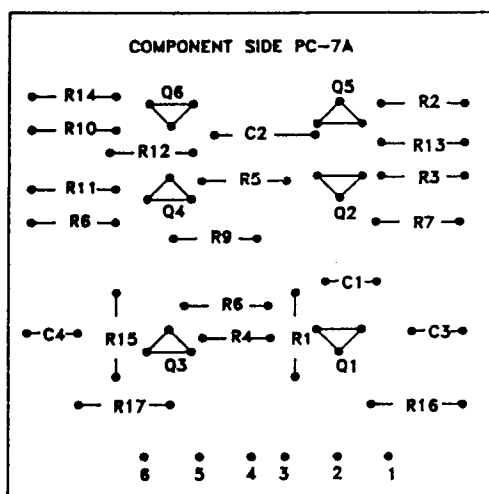 COMPONENT SIDE PC-7A
R14 Q6 Q5 R2
R10 C2 R13
R12
R11 Q4 R5 Q2 R3
R6 R9 R7
C1
R6
C4 R15 Q3 R4 R1 Q1 C3
R17 R16
6 5 4 3 2 1